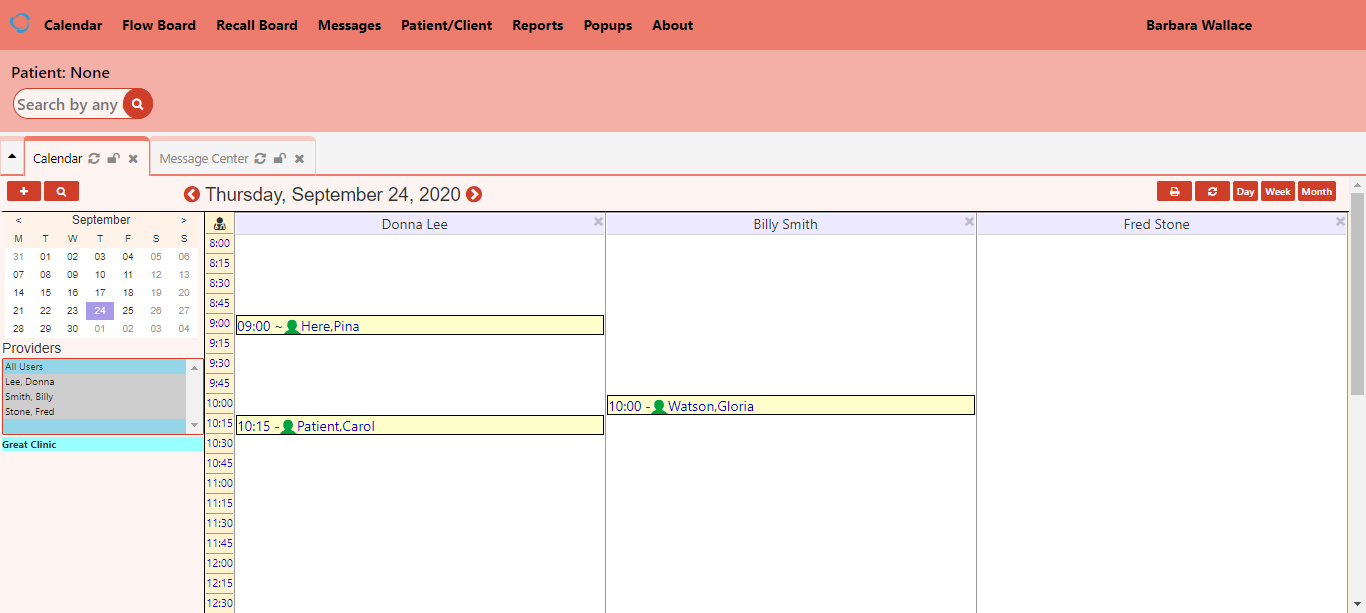 Calendar Flow Board Recall Board Messages Patient/Client Reports Popups About Barbara Wallace
Patient: None
Search by any
Calendar Message Center
Thursday, September 24, 2020 Day Week Month
< September >
M T W T F S S
31 01 02 03 04 05 06
07 08 09 10 11 12 13
14 15 16 17 18 19 20
21 22 23 24 25 26 27
28 29 30 01 02 03 04
Providers
All Users
Lee, Donna
Smith, Billy
Stone, Fred
Great Clinic
Donna Lee Billy Smith Fred Stone
8:00
8:15
8:30
8:45
9:00 09:00 ~ Here,Pina
9:15
9:30
9:45
10:00 10:00 - Watson,Gloria
10:15 10:15 - Patient,Carol
10:30
10:45
11:00
11:15
11:30
11:45
12:00
12:15
12:30